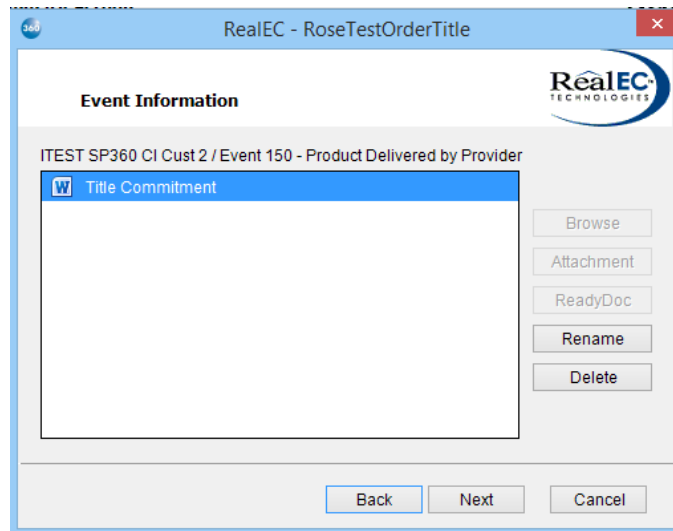 360
RealEC - RoseTestOrderTitle
×
RealEC
TECHNOLOGIES
Event Information
ITEST SP360 CI Cust 2 / Event 150 - Product Delivered by Provider
W Title Commitment
Browse
Attachment
ReadyDoc
Rename
Delete
Back Next Cancel